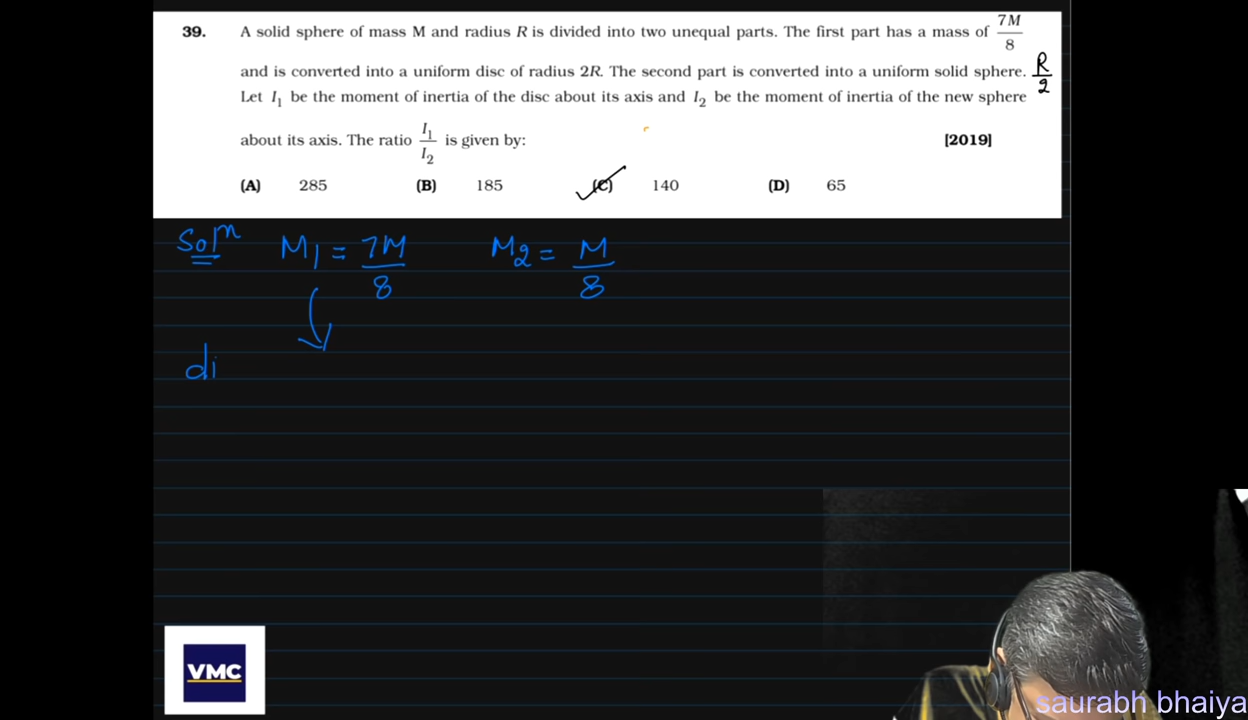 39. A solid sphere of mass M and radius R is divided into two unequal parts. The first part has a mass of 7M/8
and is converted into a uniform disc of radius 2R. The second part is converted into a uniform solid sphere. R/2
Let I₁ be the moment of inertia of the disc about its axis and I₂ be the moment of inertia of the new sphere
about its axis. The ratio I₁/I₂ is given by: [2019]
(A) 285 (B) 185 (C) 140 (D) 65
Solⁿ M₁ = 7M/8 M₂ = M/8
di
VMC
saurabh bhaiya